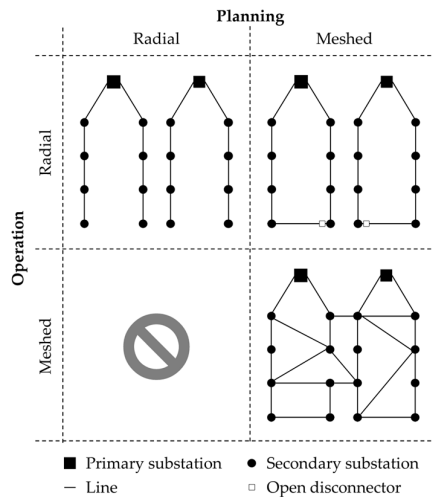 Planning
Radial Meshed
Radial
Operation
Meshed
Primary substation Secondary substation
Line Open disconnector